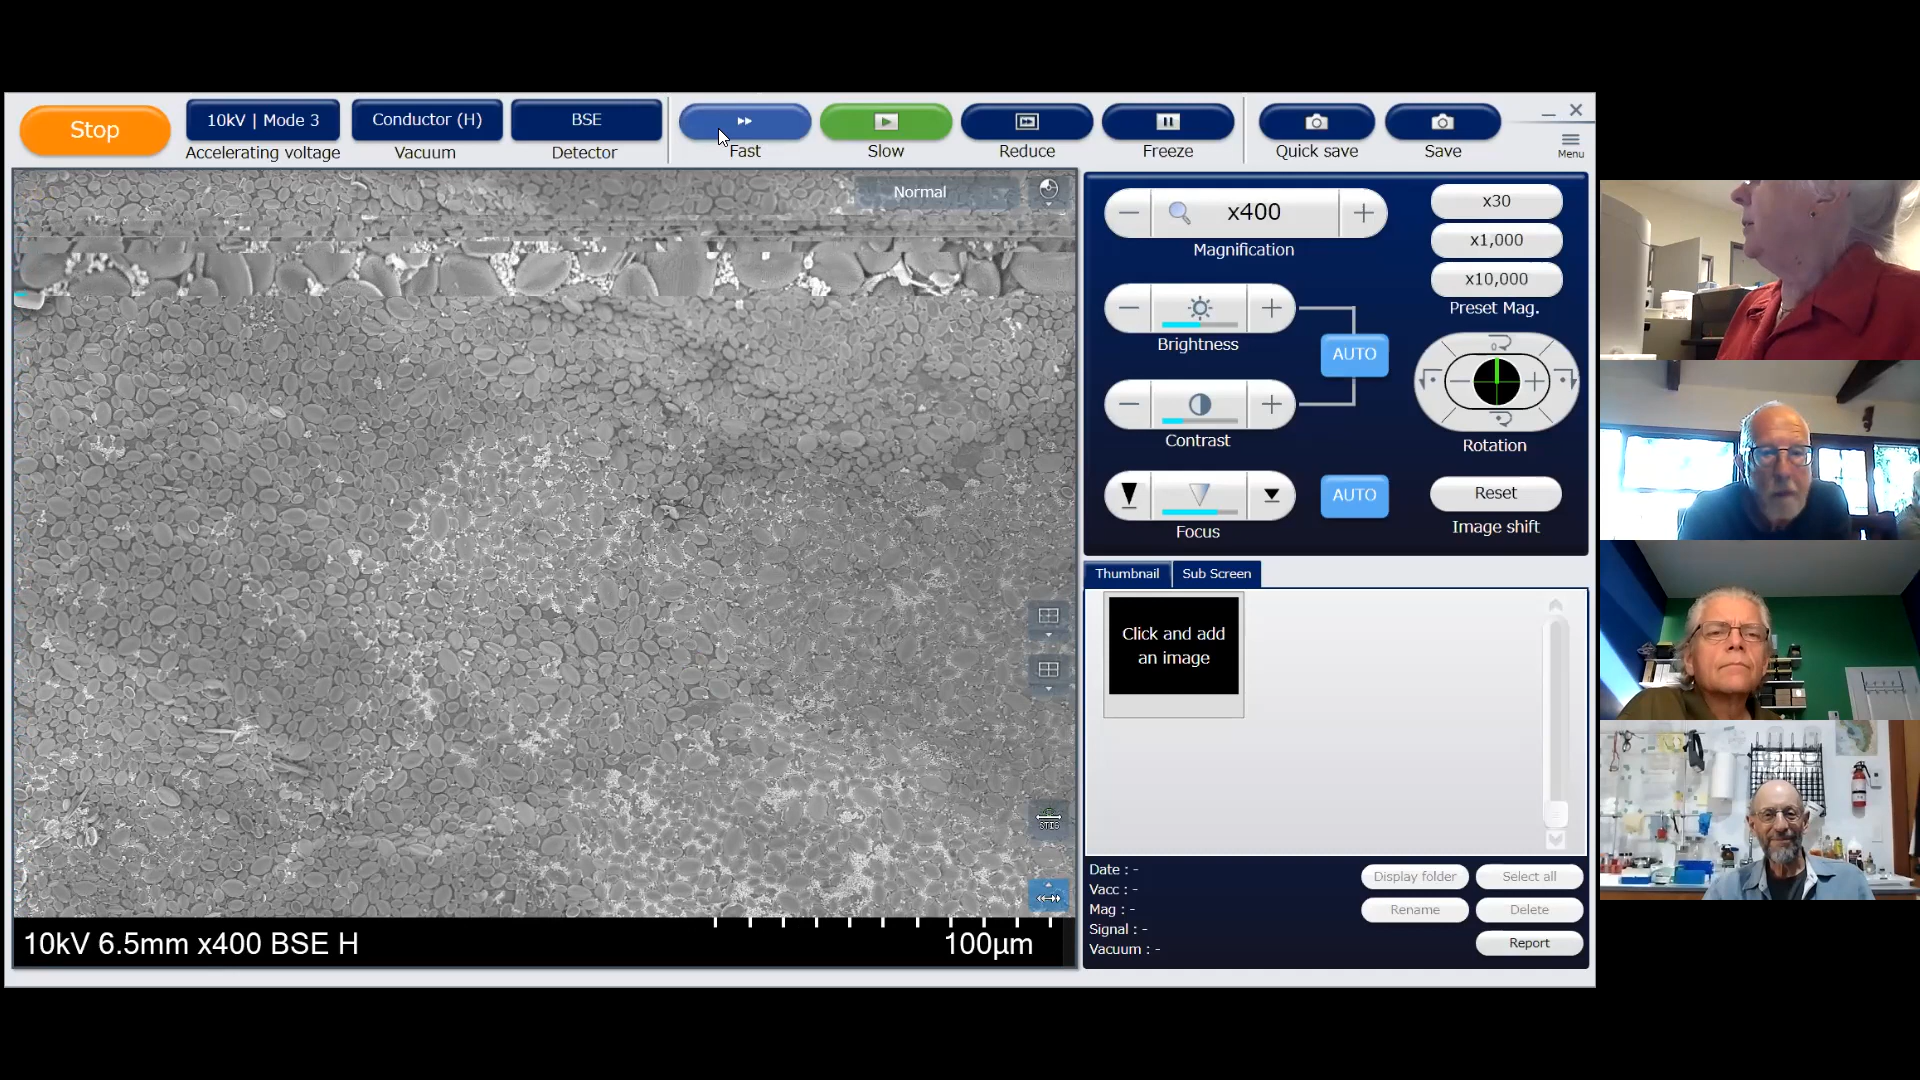 Stop
10kV | Mode 3
Accelerating voltage
Conductor (H)
Vacuum
BSE
Detector
Fast
Slow
Reduce
Freeze
Quick save
Save
Menu
Normal
x400
Magnification
x30
x1,000
x10,000
Preset Mag.
Brightness
AUTO
Contrast
Rotation
AUTO
Focus
Reset
Image shift
Thumbnail
Sub Screen
Click and add
an image
STIG
Date : -
Vacc : -
Mag : -
Signal : -
Vacuum : -
Display folder
Select all
Rename
Delete
Report
10kV 6.5mm x400 BSE H
100µm